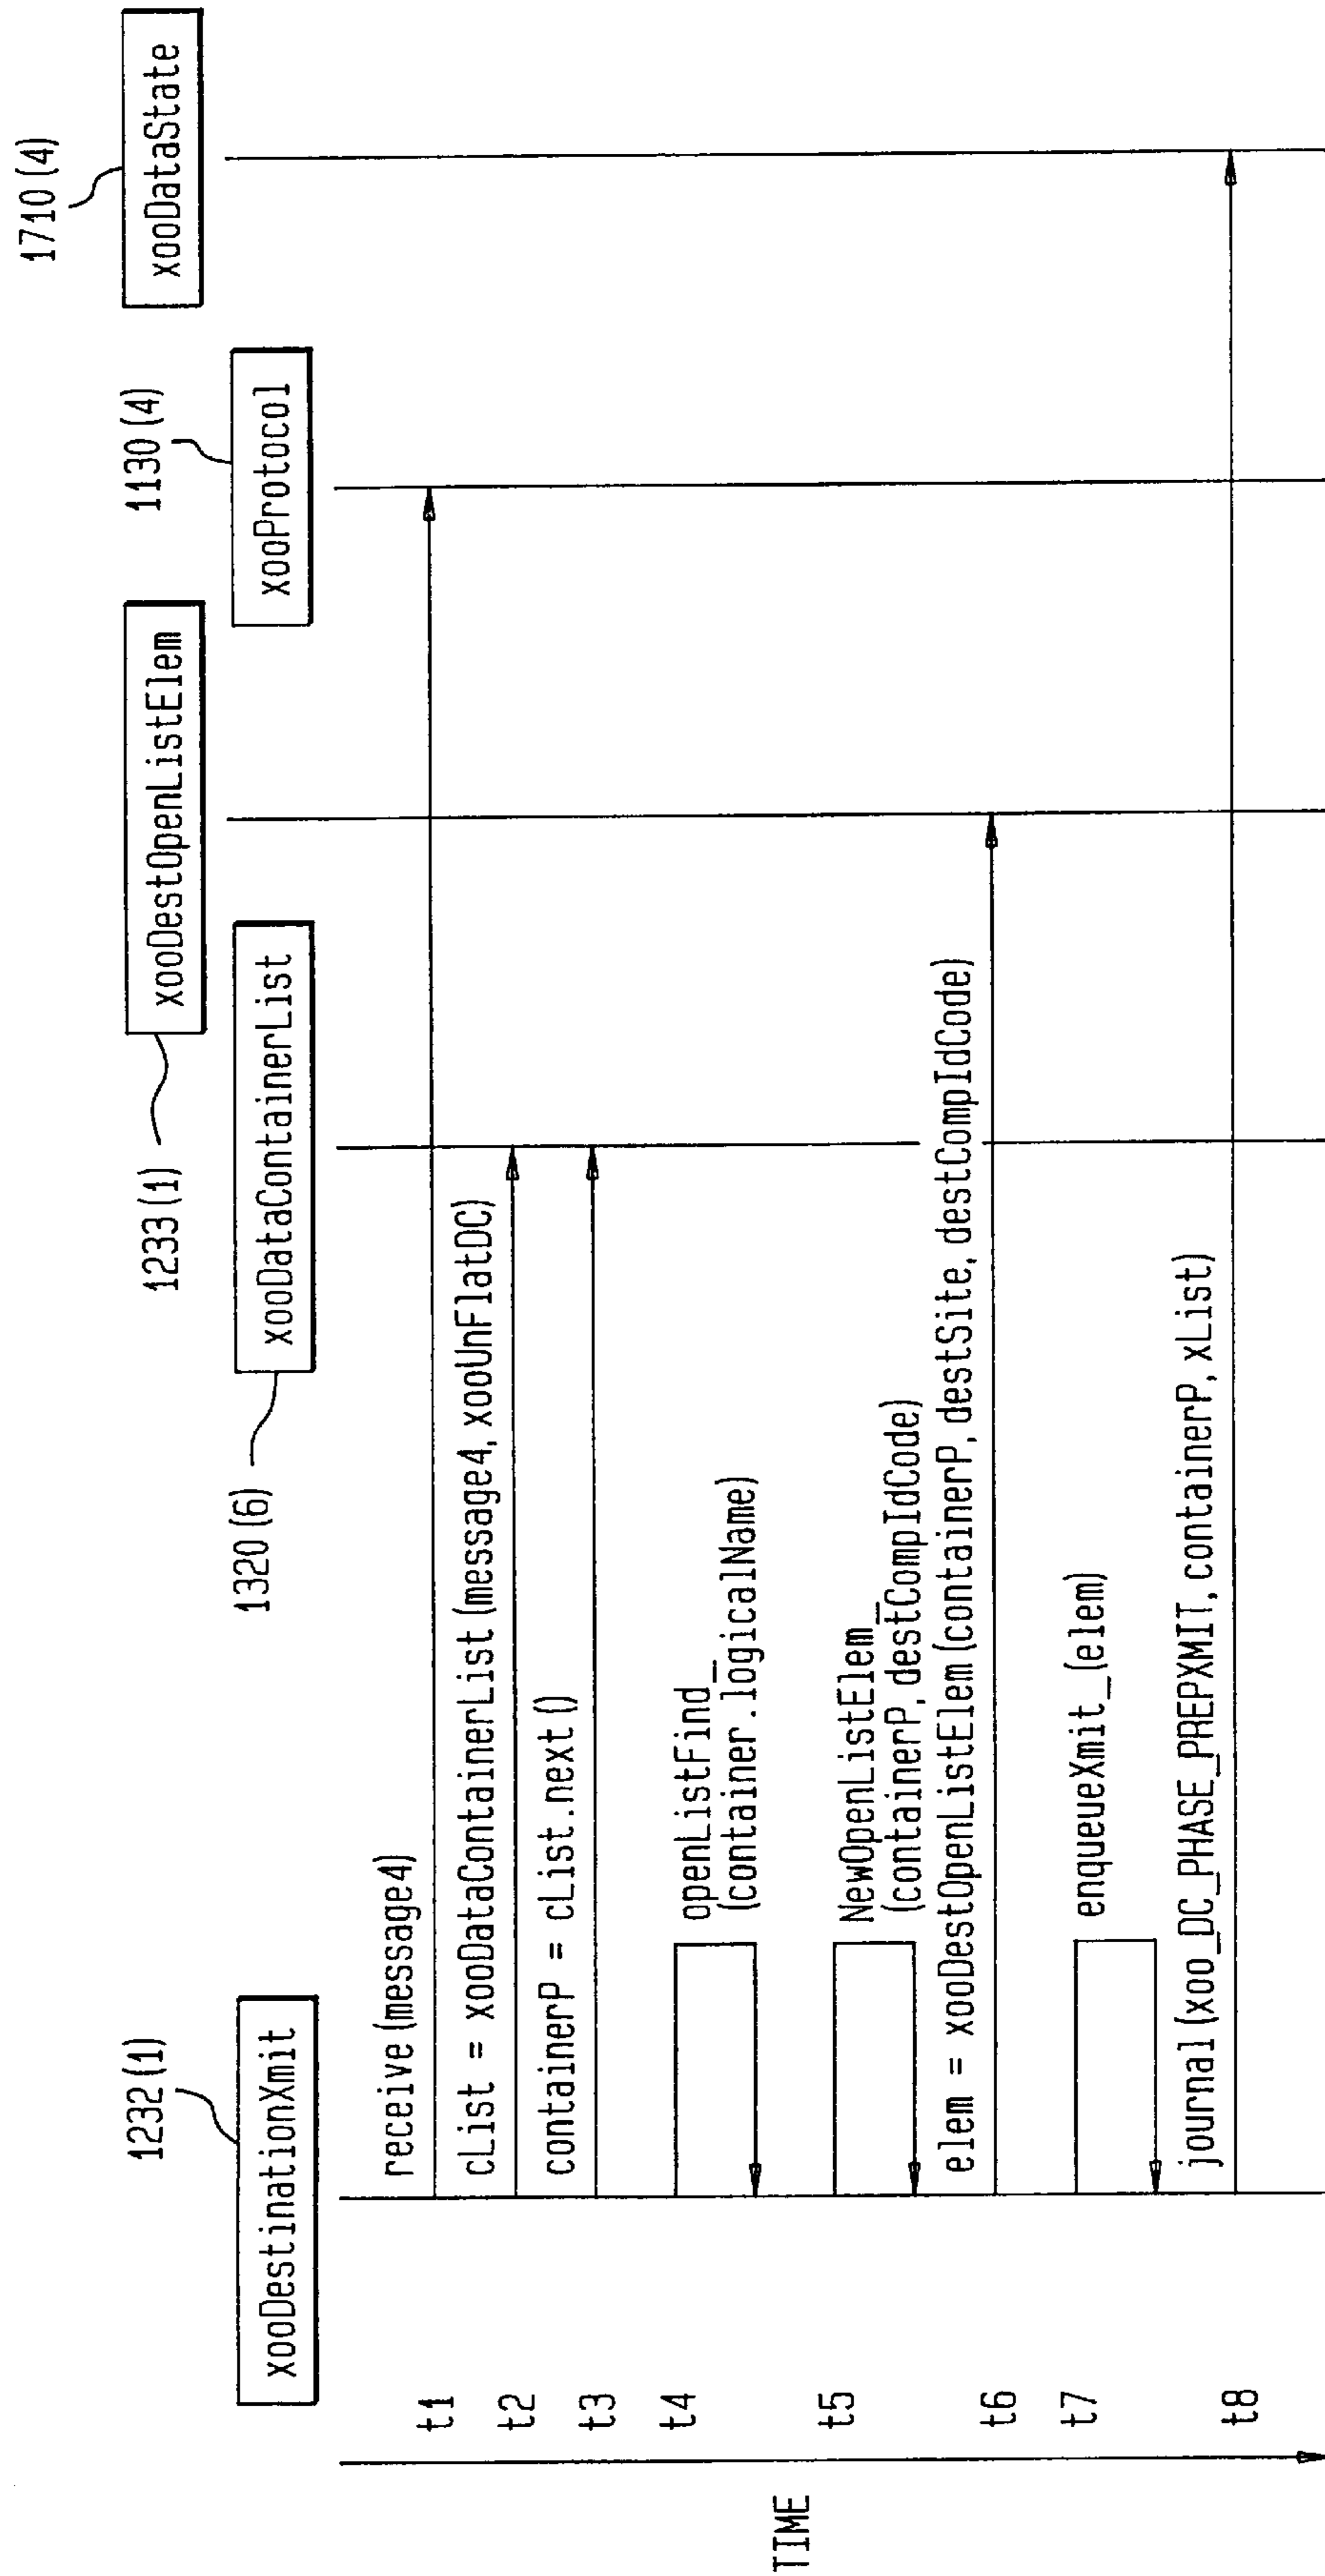 1232(1)
xooDestinationXmit
1320(6)
xooDataContainerList
1233(1)
xooDestOpenListElem
1130(4)
xooProtocol
1710(4)
xooDataState
TIME
t1
receive(message4)
t2
cList = xooDataContainerList(message4, xooUnFlatDC)
t3
containerP = cList.next()
t4
openListFind_
(container.logicalName)
t5
NewOpenListElem_
(containerP, destCompIdCode)
t6
elem = xooDestOpenListElem(containerP, destSite, destCompIdCode)
t7
enqueueXmit_(elem)
t8
journal(xoo_DC_PHASE_PREPXMIT, containerP, xList)